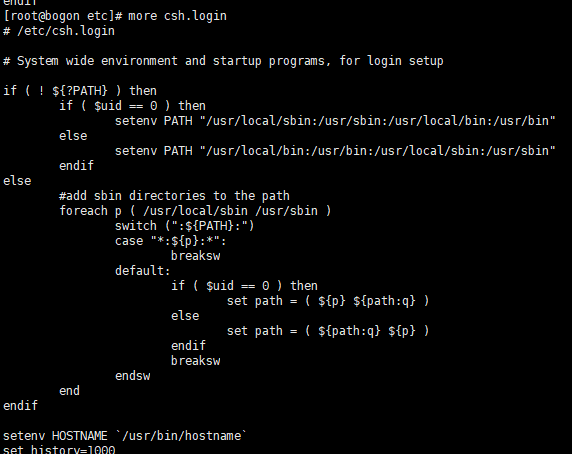 endif
[root@bogon etc]# more csh.login
# /etc/csh.login

# System wide environment and startup programs, for login setup

if ( ! ${?PATH} ) then
        if ( $uid == 0 ) then
                setenv PATH "/usr/local/sbin:/usr/sbin:/usr/local/bin:/usr/bin"
        else
                setenv PATH "/usr/local/bin:/usr/bin:/usr/local/sbin:/usr/sbin"
        endif
else
        #add sbin directories to the path
        foreach p ( /usr/local/sbin /usr/sbin )
                switch (":${PATH}:")
                case "*:${p}:*":
                        breaksw
                default:
                        if ( $uid == 0 ) then
                                set path = ( ${p} ${path:q} )
                        else
                                set path = ( ${path:q} ${p} )
                        endif
                        breaksw
                endsw
        end
endif

setenv HOSTNAME `/usr/bin/hostname`
set history=1000